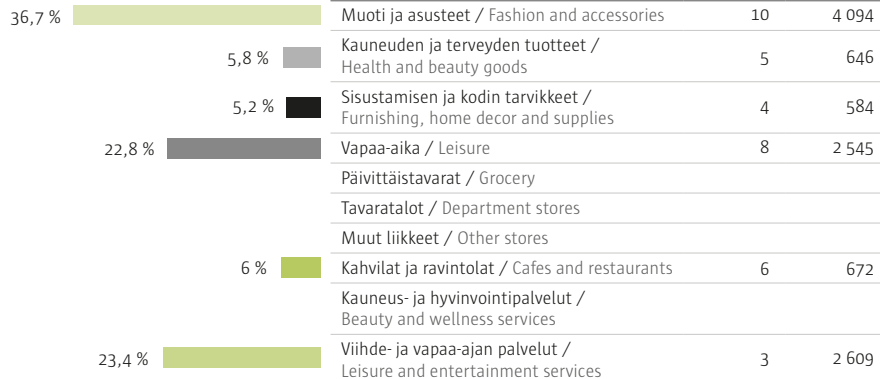 36,7 % Muoti ja asusteet / Fashion and accessories 10 4 094
Kauneuden ja terveyden tuotteet /
5,8 % Health and beauty goods 5 646
Sisustamisen ja kodin tarvikkeet /
5,2 % Furnishing, home decor and supplies 4 584
22,8 % Vapaa-aika / Leisure 8 2 545
Päivittäistavarat / Grocery
Tavaratalot / Department stores
Muut liikkeet / Other stores
6 % Kahvilat ja ravintolat / Cafes and restaurants 6 672
Kauneus- ja hyvinvointipalvelut /
Beauty and wellness services
Viihde- ja vapaa-ajan palvelut /
23,4 % Leisure and entertainment services 3 2 609